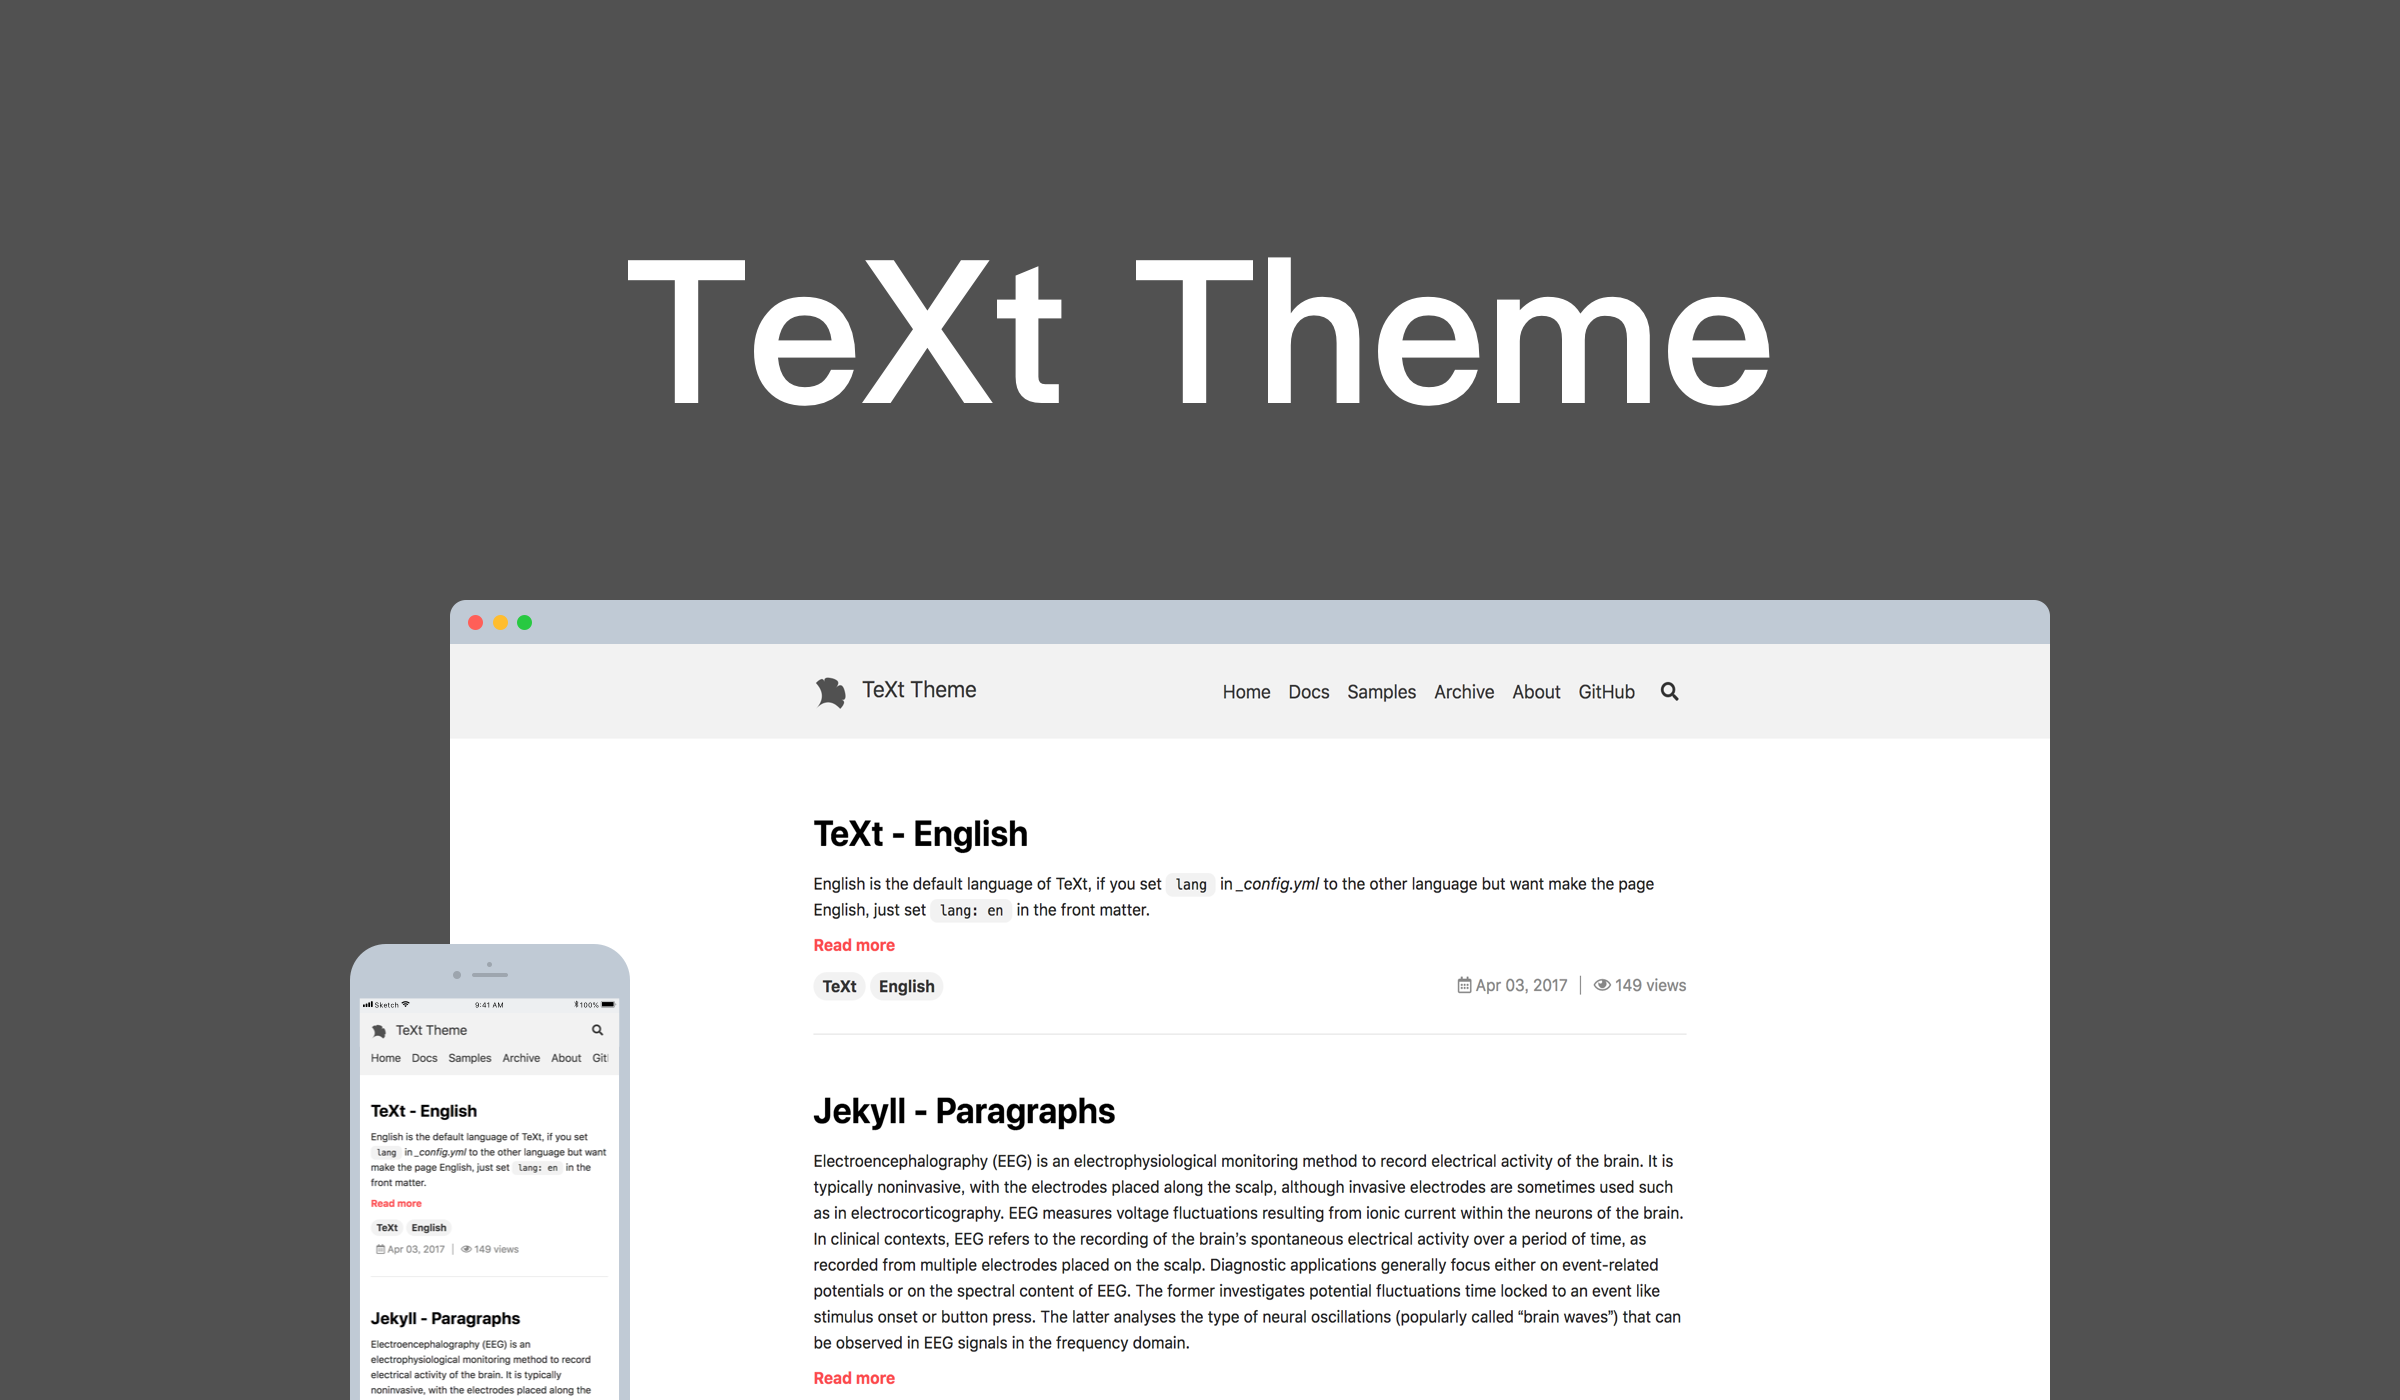 TeXt Theme
TeXt Theme
Home Docs Samples Archive About GitHub
TeXt - English
English is the default language of TeXt, if you set lang in _config.yml to the other language but want make the page
English, just set lang: en in the front matter.
Read more
TeXt English
Apr 03, 2017 | 149 views
Jekyll - Paragraphs
Electroencephalography (EEG) is an electrophysiological monitoring method to record electrical activity of the brain. It is
typically noninvasive, with the electrodes placed along the scalp, although invasive electrodes are sometimes used such
as in electrocorticography. EEG measures voltage fluctuations resulting from ionic current within the neurons of the brain.
In clinical contexts, EEG refers to the recording of the brain’s spontaneous electrical activity over a period of time, as
recorded from multiple electrodes placed on the scalp. Diagnostic applications generally focus either on event-related
potentials or on the spectral content of EEG. The former investigates potential fluctuations time locked to an event like
stimulus onset or button press. The latter analyses the type of neural oscillations (popularly called “brain waves”) that can
be observed in EEG signals in the frequency domain.
Read more
Sketch 9:41 AM 100%
TeXt Theme
Home Docs Samples Archive About Git
TeXt - English
English is the default language of TeXt, if you set
lang in _config.yml to the other language but want
make the page English, just set lang: en in the
front matter.
Read more
TeXt English
Apr 03, 2017 | 149 views
Jekyll - Paragraphs
Electroencephalography (EEG) is an
electrophysiological monitoring method to record
electrical activity of the brain. It is typically
noninvasive, with the electrodes placed along the